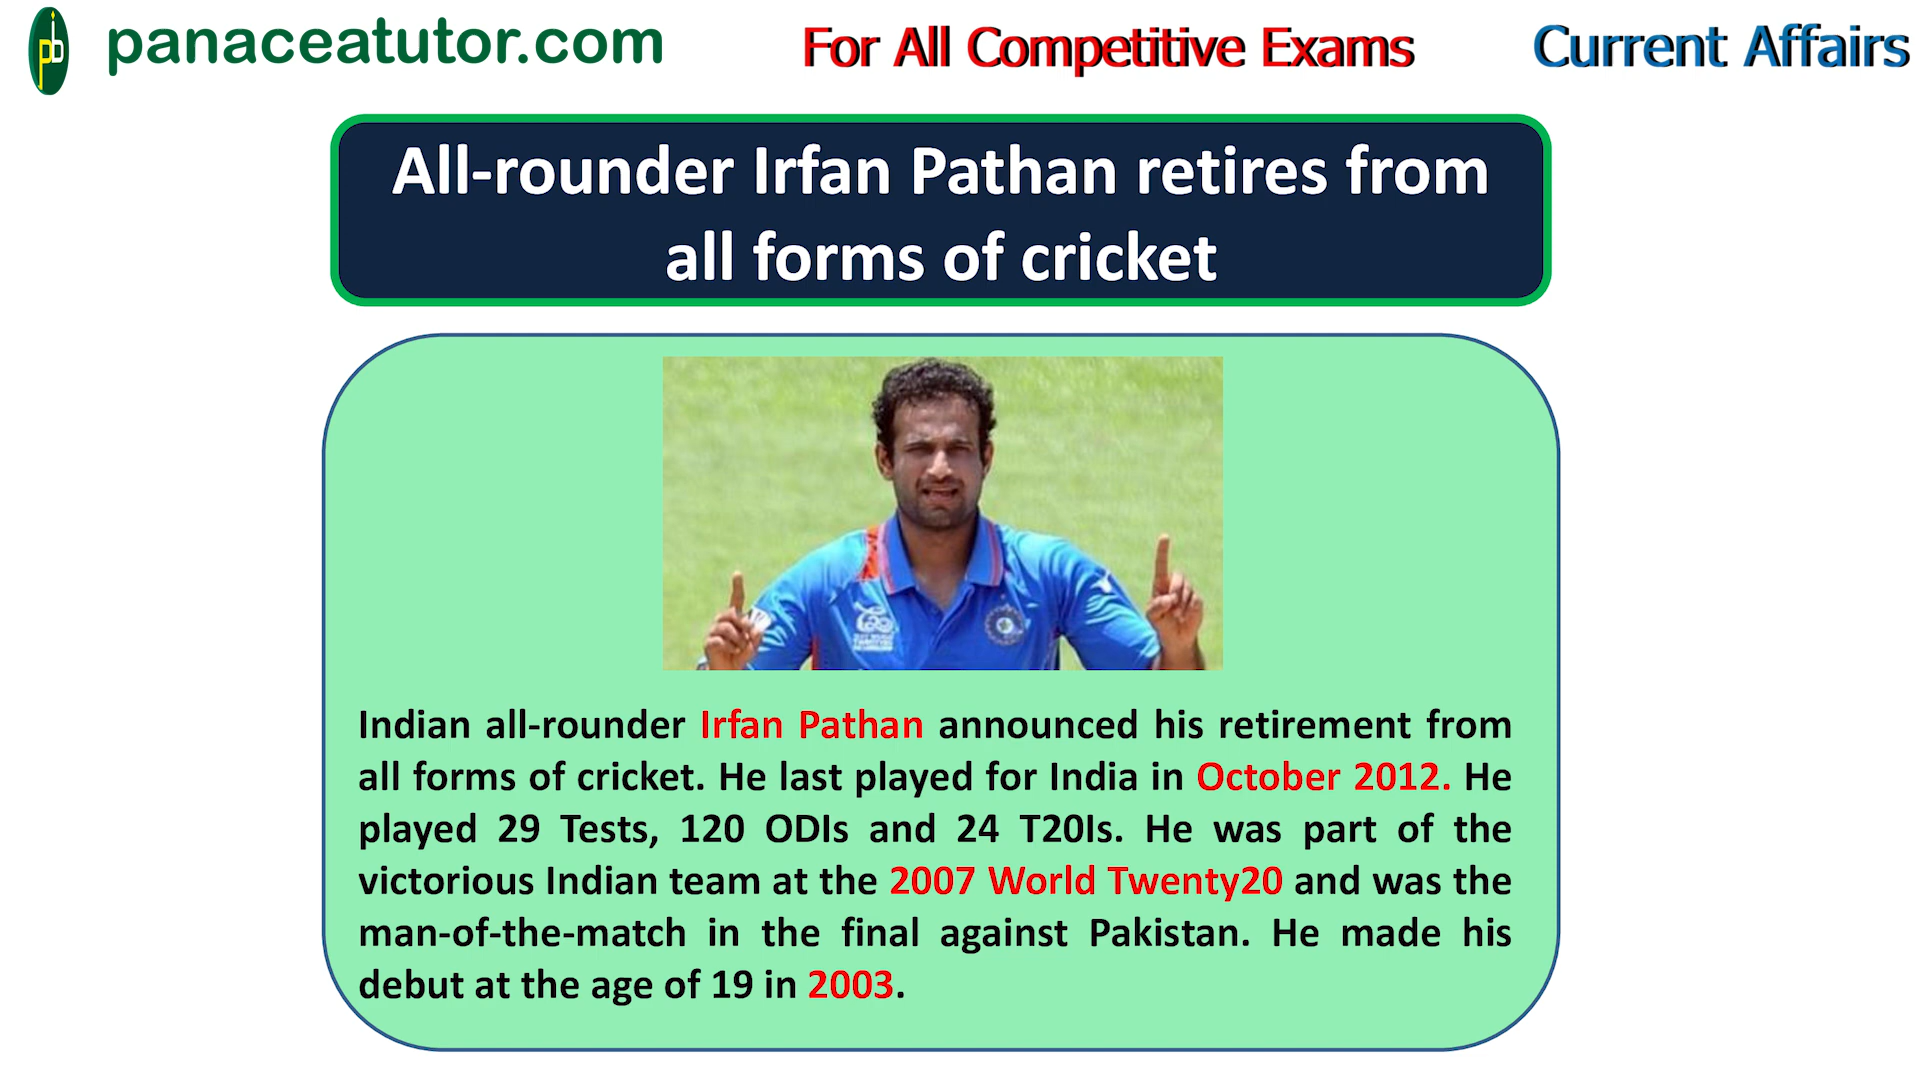 panaceatutor.com For All Competitive Exams Current Affairs
All-rounder Irfan Pathan retires from
all forms of cricket
Indian all-rounder Irfan Pathan announced his retirement from
all forms of cricket. He last played for India in October 2012. He
played 29 Tests, 120 ODIs and 24 T20Is. He was part of the
victorious Indian team at the 2007 World Twenty20 and was the
man-of-the-match in the final against Pakistan. He made his
debut at the age of 19 in 2003.